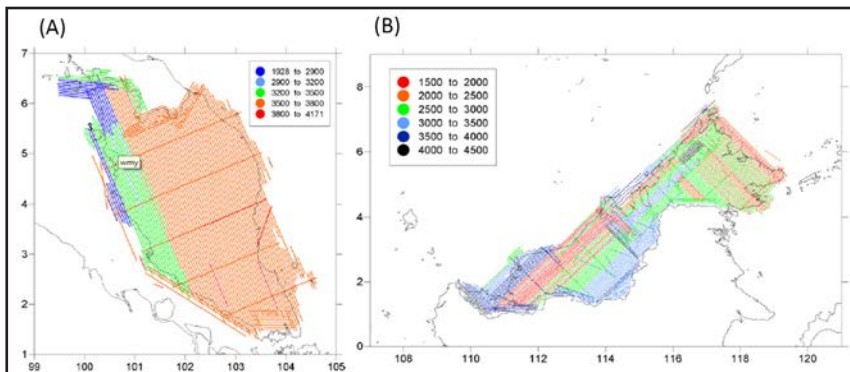 (A)
7
6
5
4
3
2
1
99 100 101 102 103 104 105
1928 to 2900
2900 to 3200
3200 to 3500
3500 to 3800
3800 to 4171
wmy
(B)
8
6
4
2
0
108 110 112 114 116 118 120
1500 to 2000
2000 to 2500
2500 to 3000
3000 to 3500
3500 to 4000
4000 to 4500